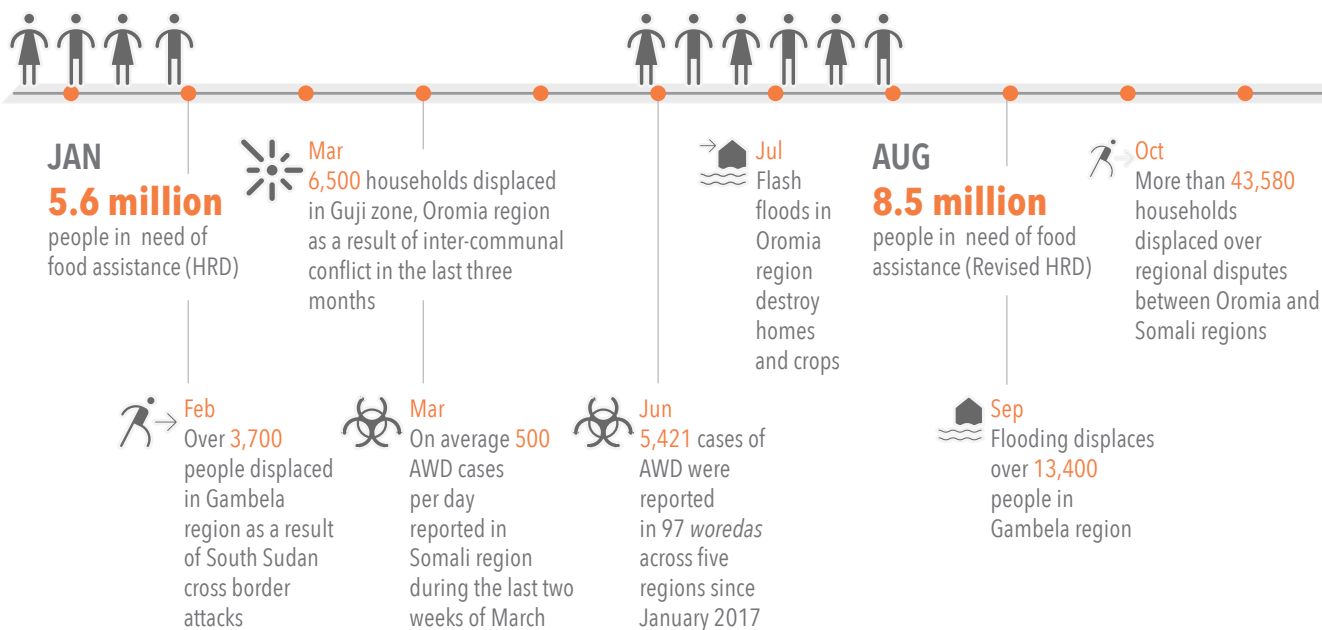 JAN
5.6 million
people in need of
food assistance (HRD)
Mar
6,500 households displaced
in Guji zone, Oromia region
as a result of inter-communal
conflict in the last three
months
Jul
Flash
floods in
Oromia
region
destroy
homes
and crops
AUG
8.5 million
people in need of food
assistance (Revised HRD)
Oct
More than 43,580
households
displaced over
regional disputes
between Oromia and
Somali regions
Feb
Over 3,700
people displaced
in Gambela
region as a result
of South Sudan
cross border
attacks
Mar
On average 500
AWD cases
per day
reported in
Somali region
during the last two
weeks of March
Jun
5,421 cases of
AWD were
reported
in 97 woredas
across five
regions since
January 2017
Sep
Flooding displaces
over 13,400
people in
Gambela region